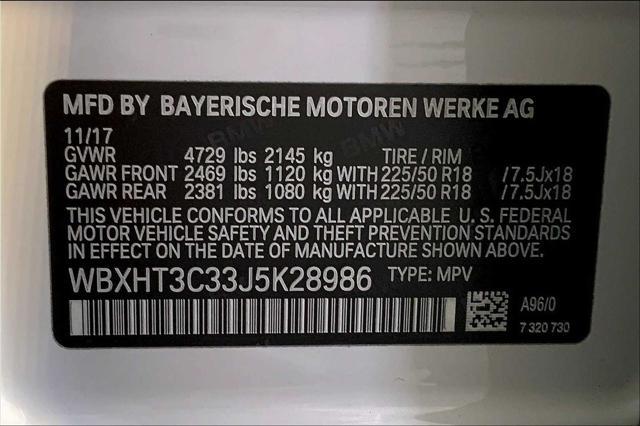 MFD BY BAYERISCHE MOTOREN WERKE AG
11/17
GVWR 4729 lbs 2145 kg TIRE / RIM
GAWR FRONT 2469 lbs 1120 kg WITH 225/50 R18 /7.5Jx18
GAWR REAR 2381 lbs 1080 kg WITH 225/50 R18 /7.5Jx18
THIS VEHICLE CONFORMS TO ALL APPLICABLE U. S. FEDERAL
MOTOR VEHICLE SAFETY AND THEFT PREVENTION STANDARDS
IN EFFECT ON THE DATE OF MANUFACTURE SHOWN ABOVE.
WBXHT3C33J5K28986 TYPE: MPV
A96/0
7 320 730
BMW BMW